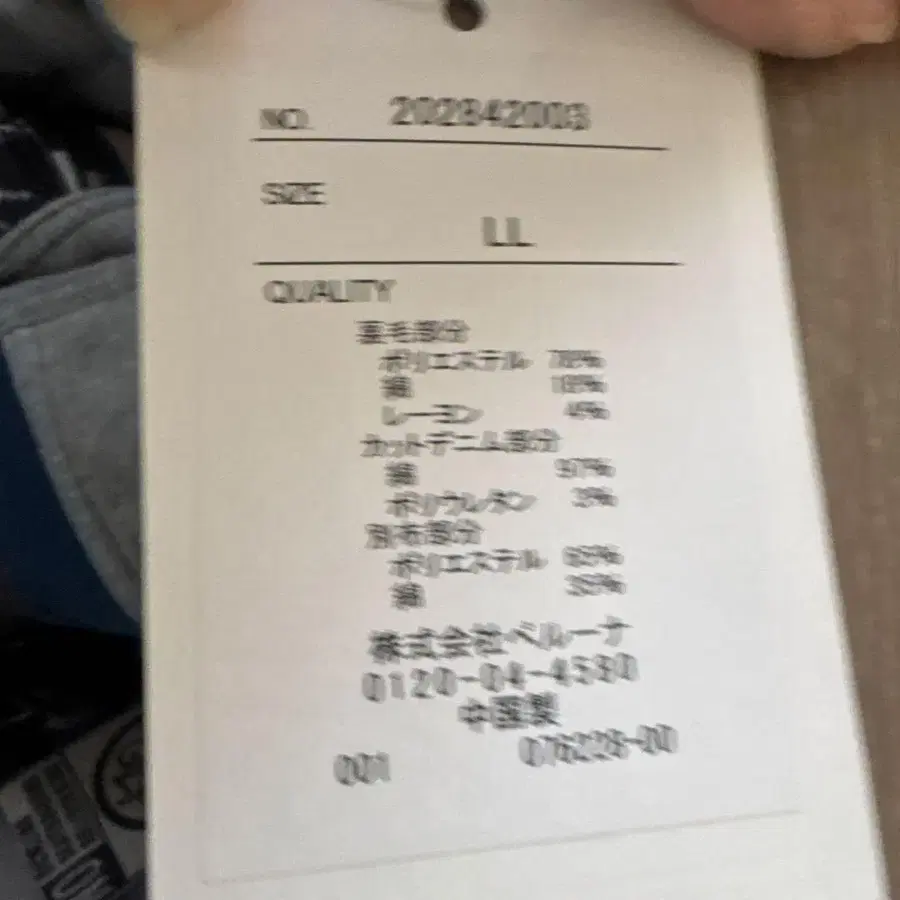 NO. 202842003
SIZE
LL
QUALITY
裏毛部分
ポリエステル 78%
綿 18%
レーヨン 4%
カットデニム部分
綿 97%
ポリウレタン 3%
別布部分
ポリエステル 65%
綿 35%
株式会社ベルーナ
0120-04-4580
中国製
001 076228-00